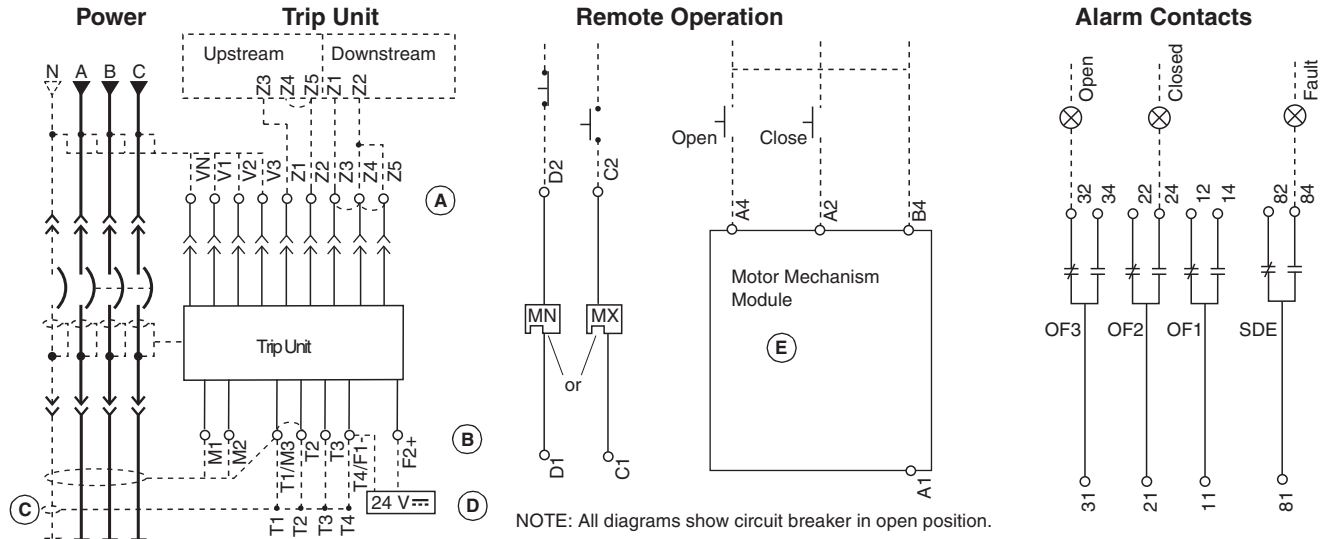 Power
Trip Unit
Remote Operation
Alarm Contacts
Upstream
Downstream
N A B C
Z3 Z4 Z5 Z1 Z2
VN V1 V2 V3 Z1 Z2 Z3 Z4 Z5
A
Trip Unit
M1 M2 T1/M3 T2 T3 T4/F1- F2+
B
C
T1 T2 T3 T4
24 V
D
D2 C2
MN MX
or
D1 C1
Open
Close
A4 A2 B4
Motor Mechanism
Module
E
A1
NOTE: All diagrams show circuit breaker in open position.
Open
Closed
Fault
32 34 22 24 12 14 82 84
OF3 OF2 OF1 SDE
31 21 11 81